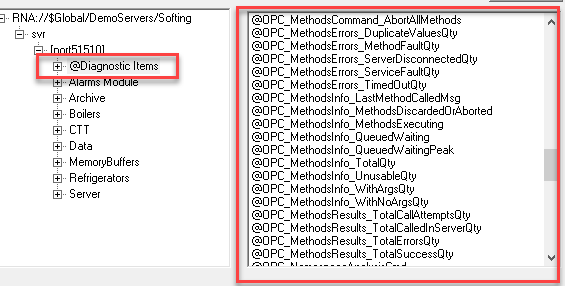 RNA://$Global/DemoServers/Softing
svr
[port51510]
@Diagnostic Items
Alarms Module
Archive
Boilers
CTT
Data
MemoryBuffers
Refrigerators
Server
@OPC_MethodsCommand_AbortAllMethods
@OPC_MethodsErrors_DuplicateValuesQty
@OPC_MethodsErrors_MethodFaultQty
@OPC_MethodsErrors_ServerDisconnectedQty
@OPC_MethodsErrors_ServiceFaultQty
@OPC_MethodsErrors_TimedOutQty
@OPC_MethodsInfo_LastMethodCalledMsg
@OPC_MethodsInfo_MethodsDiscardedOrAborted
@OPC_MethodsInfo_MethodsExecuting
@OPC_MethodsInfo_QueuedWaiting
@OPC_MethodsInfo_QueuedWaitingPeak
@OPC_MethodsInfo_TotalQty
@OPC_MethodsInfo_UnusableQty
@OPC_MethodsInfo_WithArgsQty
@OPC_MethodsInfo_WithNoArgsQty
@OPC_MethodsResults_TotalCallAttemptsQty
@OPC_MethodsResults_TotalCalledInServerQty
@OPC_MethodsResults_TotalErrorsQty
@OPC_MethodsResults_TotalSuccessQty
@OPC_NamespaceAnalysisCmd